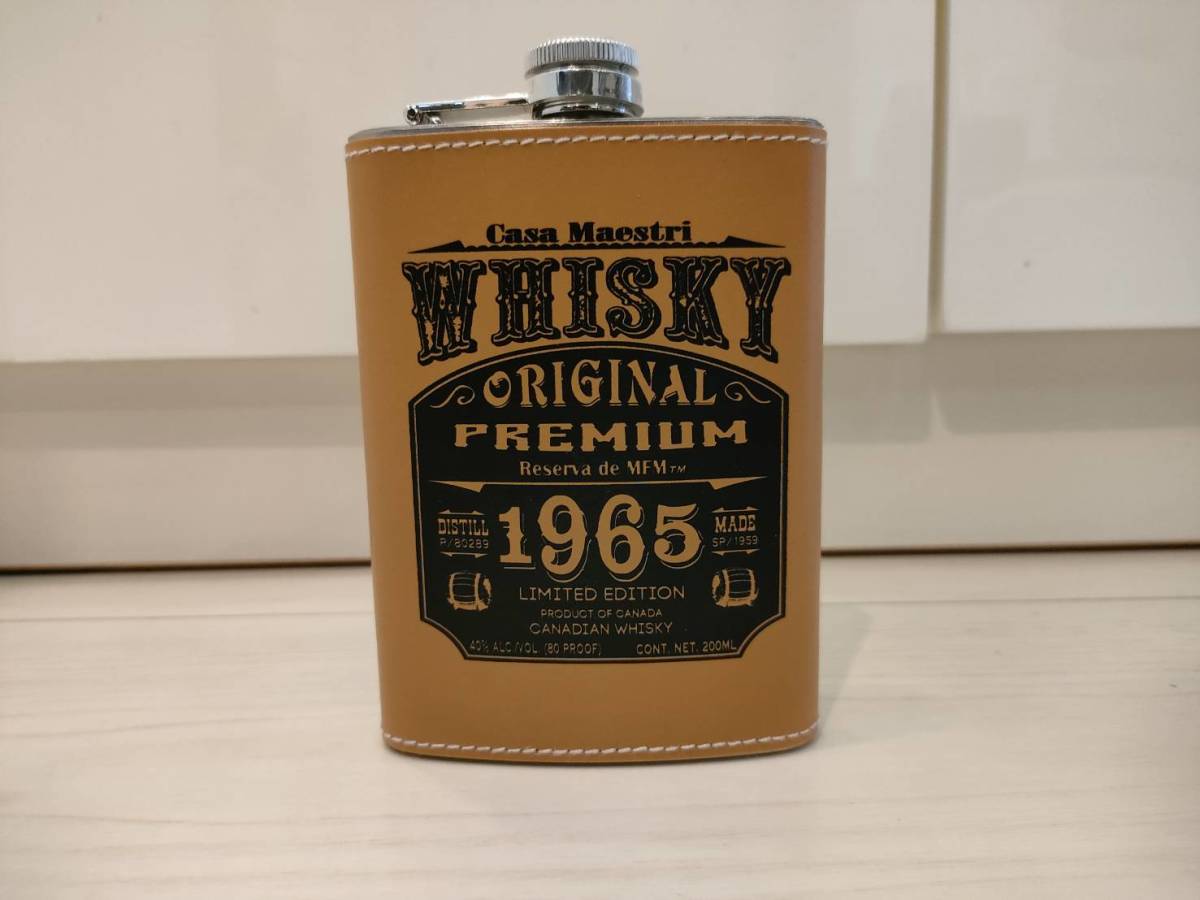 Casa Maestri
WHISKY
ORIGINAL
PREMIUM
Reserva de MFM™
DISTILL
P/80289
1965
MADE
SP/1959
LIMITED EDITION
PRODUCT OF CANADA
CANADIAN WHISKY
40% ALC/VOL. (80 PROOF)
CONT. NET. 200ML